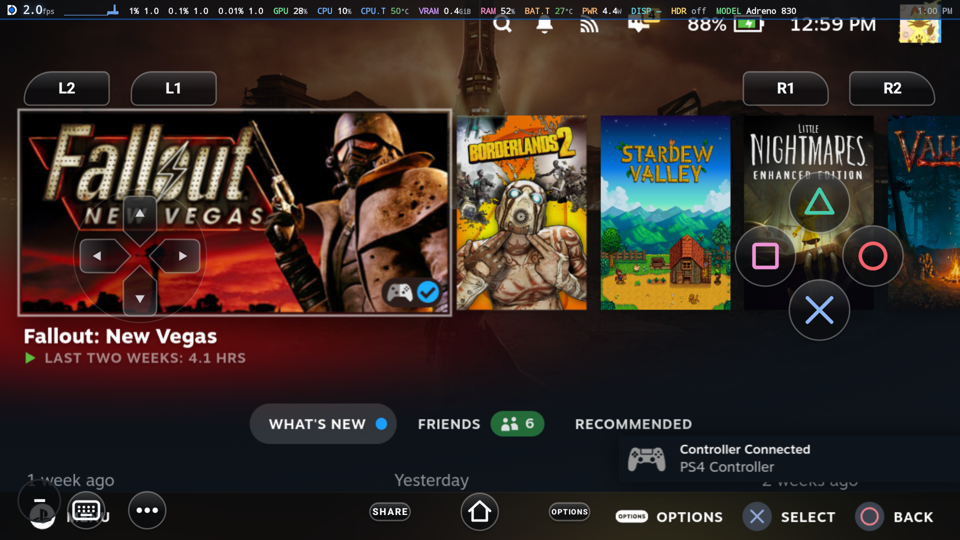 D 2.0fps 1% 1.0 0.1% 1.0 0.01% 1.0 GPU 28% CPU 10% CPU.T 50°C VRAM 0.4GiB RAM 52% BAT.T 27°C PWR 4.4W DISP - HDR off MODEL Adreno 830
1:00 PM
88% 12:59 PM
L2 L1 R1 R2
Fallout
NEW VEGAS
BORDERLANDS 2
STARDEW
VALLEY
LITTLE
NIGHTMARES
ENHANCED EDITION
Fallout: New Vegas
LAST TWO WEEKS: 4.1 HRS
WHAT'S NEW FRIENDS 6 RECOMMENDED
Controller Connected
PS4 Controller
1 week ago Yesterday 2 weeks ago
MENU SHARE OPTIONS OPTIONS OPTIONS SELECT BACK